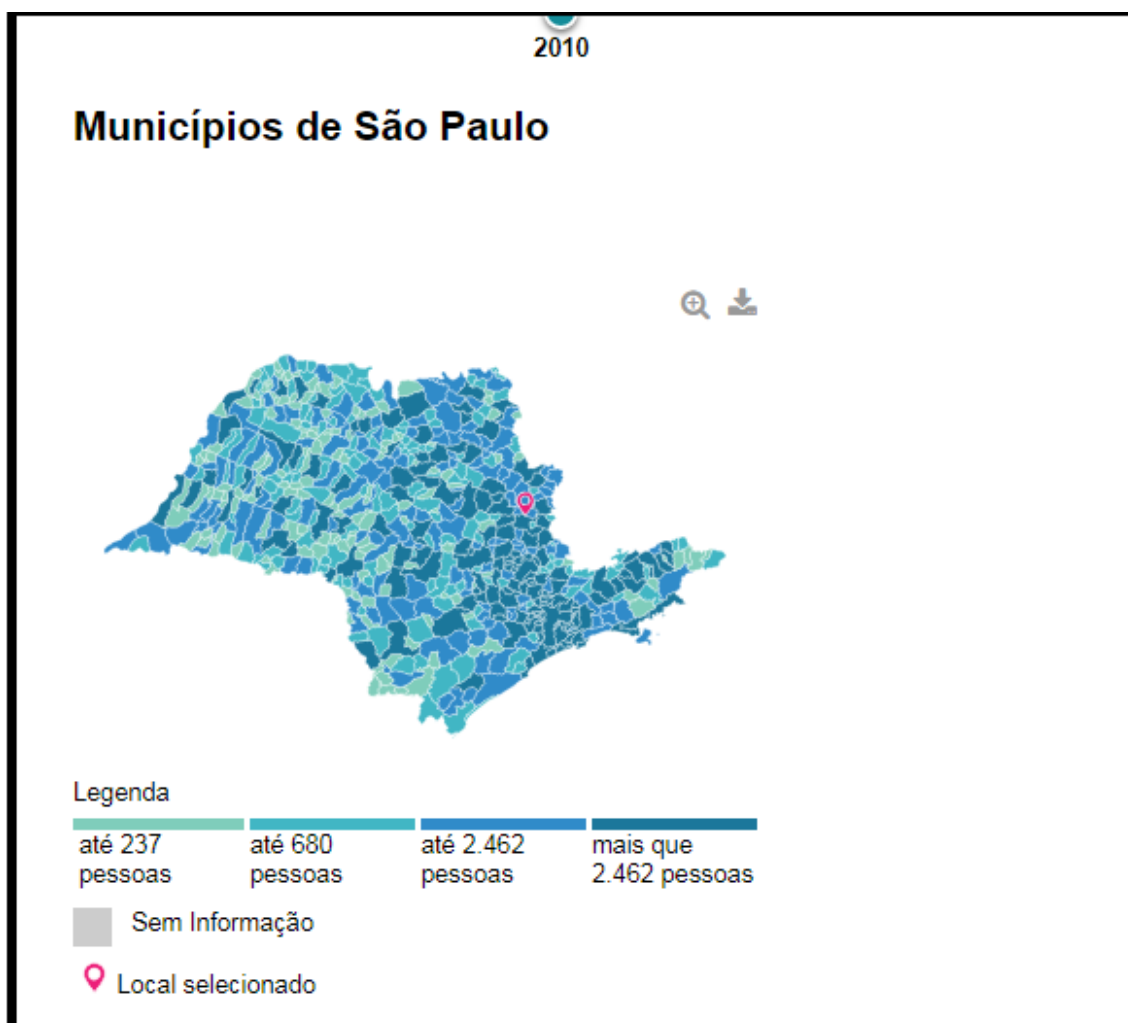 2010
Municípios de São Paulo
Legenda
até 237 pessoas
até 680 pessoas
até 2.462 pessoas
mais que 2.462 pessoas
Sem Informação
Local selecionado